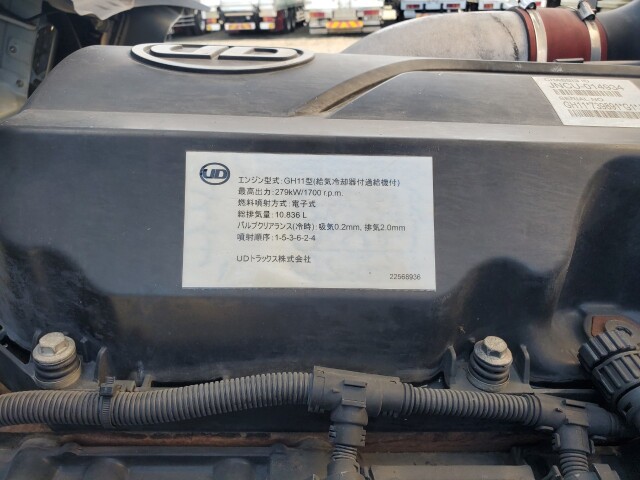 UD
JNCU-014934
UD
エンジン型式:GH11型(給気冷却器付過給機付)
最高出力:279kW/1700 r.p.m.
燃料噴射方式:電子式
総排気量:10.836 L
バルブクリアランス(冷時):吸気0.2mm, 排気2.0mm
噴射順序:1-5-3-6-2-4
UDトラックス株式会社
22568936